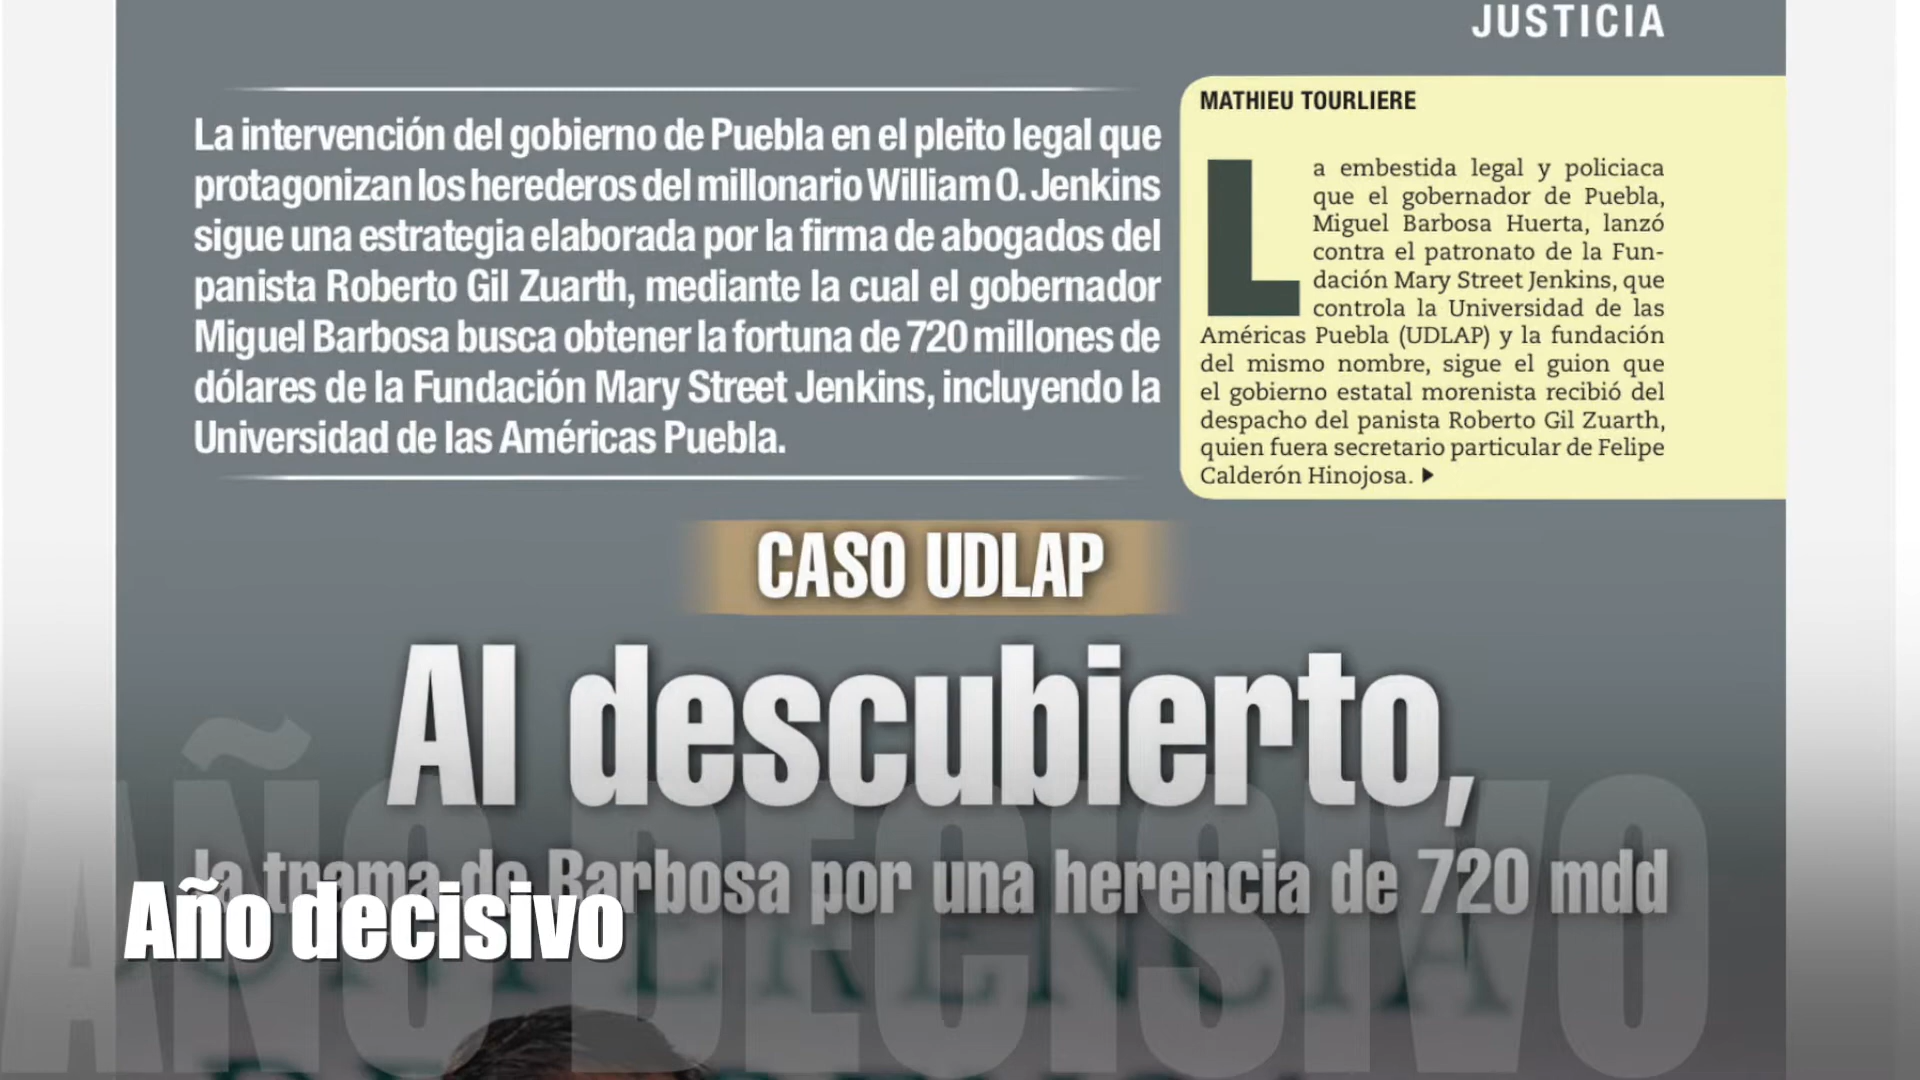 JUSTICIA
La intervención del gobierno de Puebla en el pleito legal que
protagonizan los herederos del millonario William O. Jenkins
sigue una estrategia elaborada por la firma de abogados del
panista Roberto Gil Zuarth, mediante la cual el gobernador
Miguel Barbosa busca obtener la fortuna de 720 millones de
dólares de la Fundación Mary Street Jenkins, incluyendo la
Universidad de las Américas Puebla.
MATHIEU TOURLIERE
La embestida legal y policiaca
que el gobernador de Puebla,
Miguel Barbosa Huerta, lanzó
contra el patronato de la Fun-
dación Mary Street Jenkins, que
controla la Universidad de las
Américas Puebla (UDLAP) y la fundación
del mismo nombre, sigue el guion que
el gobierno estatal morenista recibió del
despacho del panista Roberto Gil Zuarth,
quien fuera secretario particular de Felipe
Calderón Hinojosa.
CASO UDLAP
Al descubierto,
la trama de Barbosa por una herencia de 720 mdd
Año decisivo
AÑO DECISIVO
CONFERENCIA